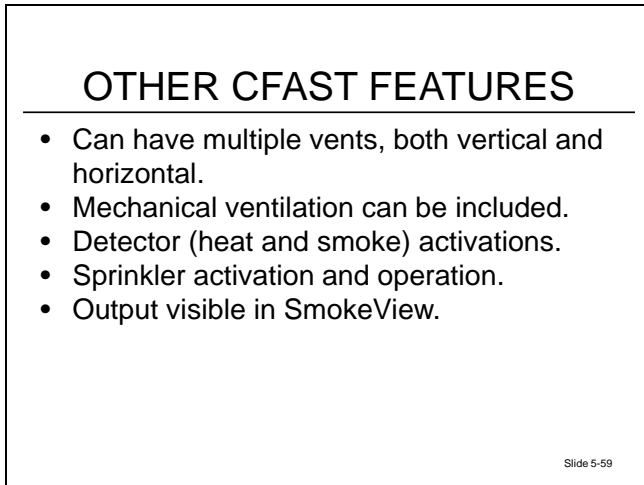 OTHER CFAST FEATURES
• Can have multiple vents, both vertical and
horizontal.
• Mechanical ventilation can be included.
• Detector (heat and smoke) activations.
• Sprinkler activation and operation.
• Output visible in SmokeView.
Slide 5-59